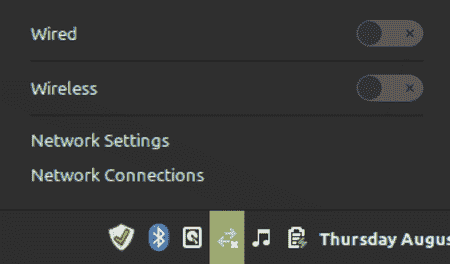 Wired
Wireless
Network Settings
Network Connections
Thursday Augus